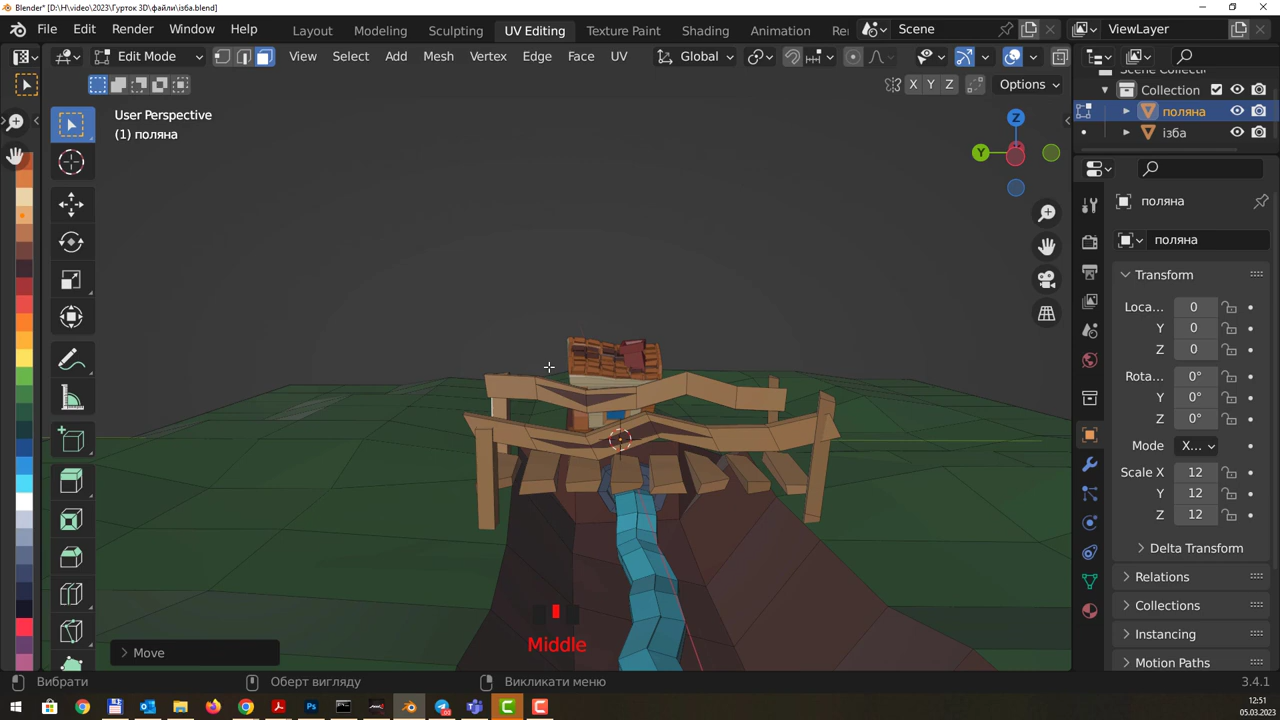 Blender* [D:\H\video\2023\Гурток 3D\файли\ізба.blend]
File Edit Render Window Help Layout Modeling Sculpting UV Editing Texture Paint Shading Animation Scene ViewLayer
Edit Mode View Select Add Mesh Vertex Edge Face UV Global
X Y Z Options
User Perspective
(1) поляна
Z
Y
Collection
поляна
ізба
поляна
поляна
Transform
Loca... 0
Y 0
Z 0
Rota... 0°
Y 0°
Z 0°
Mode X...
Scale X 12
Y 12
Z 12
Delta Transform
Relations
Collections
Instancing
Motion Paths
Middle
Move
Вибрати Оберт вигляду Викликати меню 3.4.1
12:51
05.03.2023